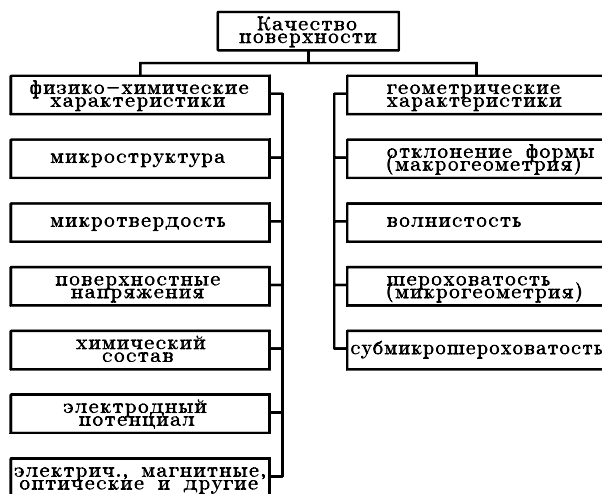 Качество
поверхности
физико-химические
характеристики
микроструктура
микротвердость
поверхностные
напряжения
химический
состав
электродный
потенциал
электрич., магнитные,
оптические и другие
геометрические
характеристики
отклонение формы
(макрогеометрия)
волнистость
шероховатость
(микрогеометрия)
субмикрошероховатость